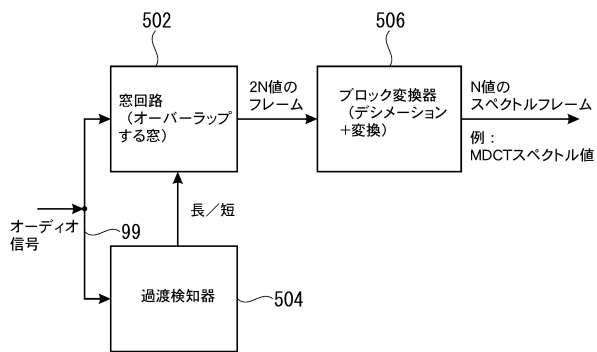 502
506
窓回路
（オーバーラップ
する窓）
2N値の
フレーム
ブロック変換器
（デシメーション
+変換）
N値の
スペクトルフレーム
例：
MDCTスペクトル値
長／短
オーディオ
信号
99
過渡検知器
504